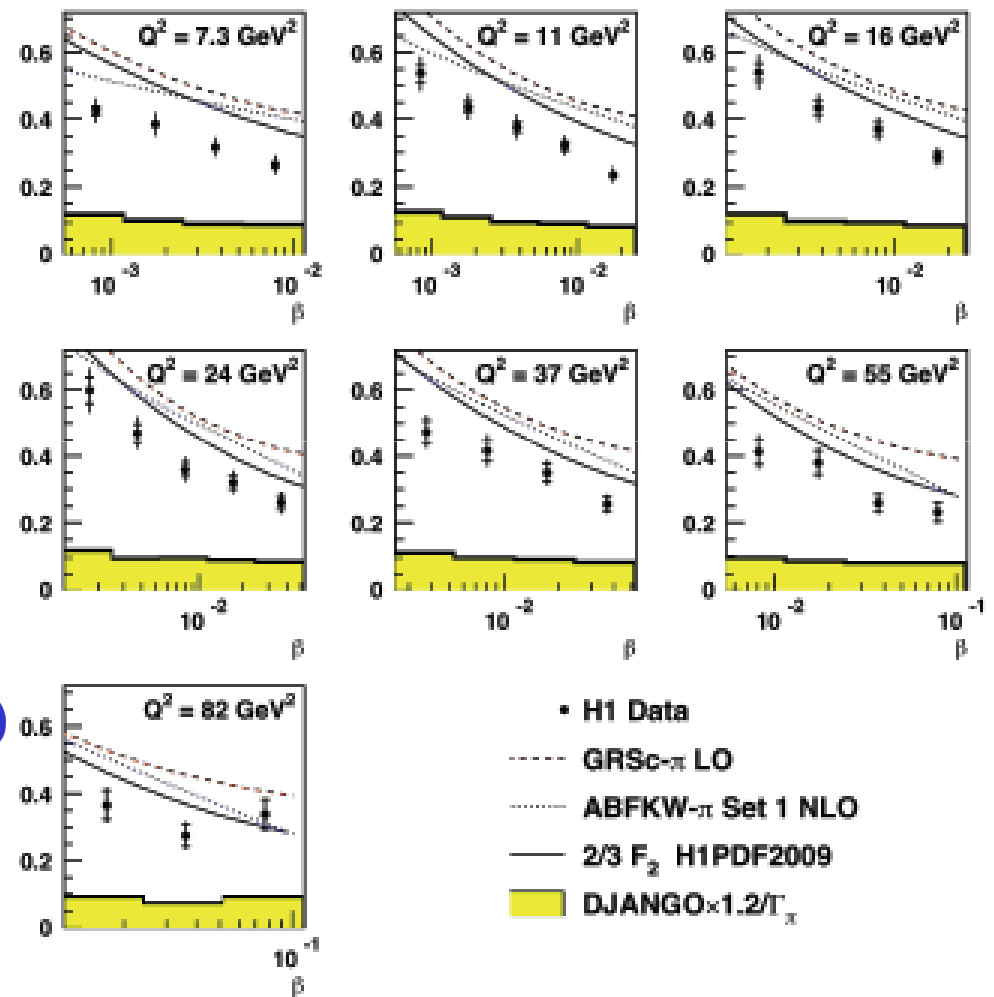 Q² = 7.3 GeV²
0.6
0.4
0.2
0
10⁻³
10⁻²
β
Q² = 11 GeV²
0.6
0.4
0.2
0
10⁻³
10⁻²
β
Q² = 16 GeV²
0.6
0.4
0.2
0
10⁻²
β
Q² = 24 GeV²
0.6
0.4
0.2
0
10⁻²
β
Q² = 37 GeV²
0.6
0.4
0.2
0
10⁻²
β
Q² = 55 GeV²
0.6
0.4
0.2
0
10⁻²
10⁻¹
β
Q² = 82 GeV²
0.6
0.4
0.2
0
10⁻¹
β
H1 Data
GRSc-π LO
ABFKW-π Set 1 NLO
2/3 F₂ H1PDF2009
DJANGO×1.2/Γπ